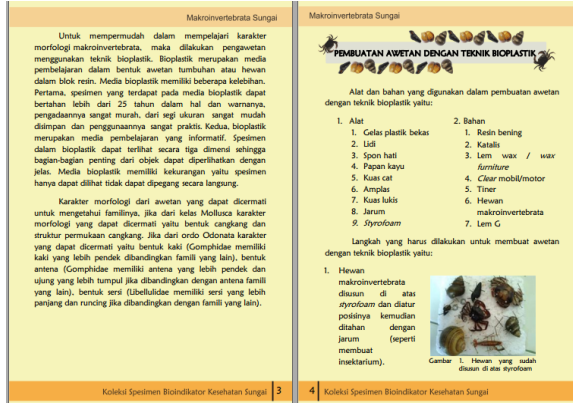 Makroinvertebrata Sungai
Untuk mempermudah dalam mempelajari karakter
morfologi makroinvertebrata, maka dilakukan pengawetan
menggunakan teknik bioplastik. Bioplastik merupakan media
pembelajaran dalam bentuk awetan tumbuhan atau hewan
dalam blok resin. Media bioplastik memiliki beberapa kelebihan.
Pertama, spesimen yang terdapat pada media bioplastik dapat
bertahan lebih dari 25 tahun dalam hal dan warnanya,
pengadaannya sangat murah, dari segi ukuran sangat mudah
disimpan dan penggunaannya sangat praktis. Kedua, bioplastik
merupakan media pembelajaran yang informatif. Spesimen
dalam bioplastik dapat terlihat secara tiga dimensi sehingga
bagian-bagian penting dari objek dapat diperlihatkan dengan
jelas. Media bioplastik memiliki kekurangan yaitu spesimen
hanya dapat dilihat tidak dapat dipegang secara langsung.
Karakter morfologi dari awetan yang dapat dicermati
untuk mengetahui familinya, jika dari kelas Mollusca karakter
morfologi yang dapat dicermati yaitu bentuk cangkang dan
struktur permukaan cangkang. Jika dari ordo Odonata karakter
yang dapat dicermati yaitu bentuk kaki (Gomphidae memiliki
kaki yang lebih pendek dibandingkan famili yang lain), bentuk
antena (Gomphidae memiliki antena yang lebih pendek dan
ujung yang lebih tumpul jika dibandingkan dengan antena famili
yang lain), bentuk sersi (Libellulidae memiliki sersi yang lebih
panjang dan runcing jika dibandingkan dengan famili yang lain).
Koleksi Spesimen Bioindikator Kesehatan Sungai 3
Makroinvertebrata Sungai
PEMBUATAN AWETAN DENGAN TEKNIK BIOPLASTIK
Alat dan bahan yang digunakan dalam pembuatan awetan
dengan teknik bioplastik yaitu:
1. Alat
1. Gelas plastik bekas
2. Lidi
3. Spon hati
4. Papan kayu
5. Kuas cat
6. Amplas
7. Kuas lukis
8. Jarum
9. Styrofoam
2. Bahan
1. Resin bening
2. Katalis
3. Lem wax / wax
furniture
4. Clear mobil/motor
5. Tiner
6. Hewan
makroinvertebrata
7. Lem G
Langkah yang harus dilakukan untuk membuat awetan
dengan teknik bioplastik yaitu:
1. Hewan
makroinvertebrata
disusun di atas
styrofoam dan diatur
posisinya kemudian
ditahan dengan
jarum (seperti
membuat
insektarium).
Gambar 1. Hewan yang sudah
disusun di atas styrofoam
4 Koleksi Spesimen Bioindikator Kesehatan Sungai